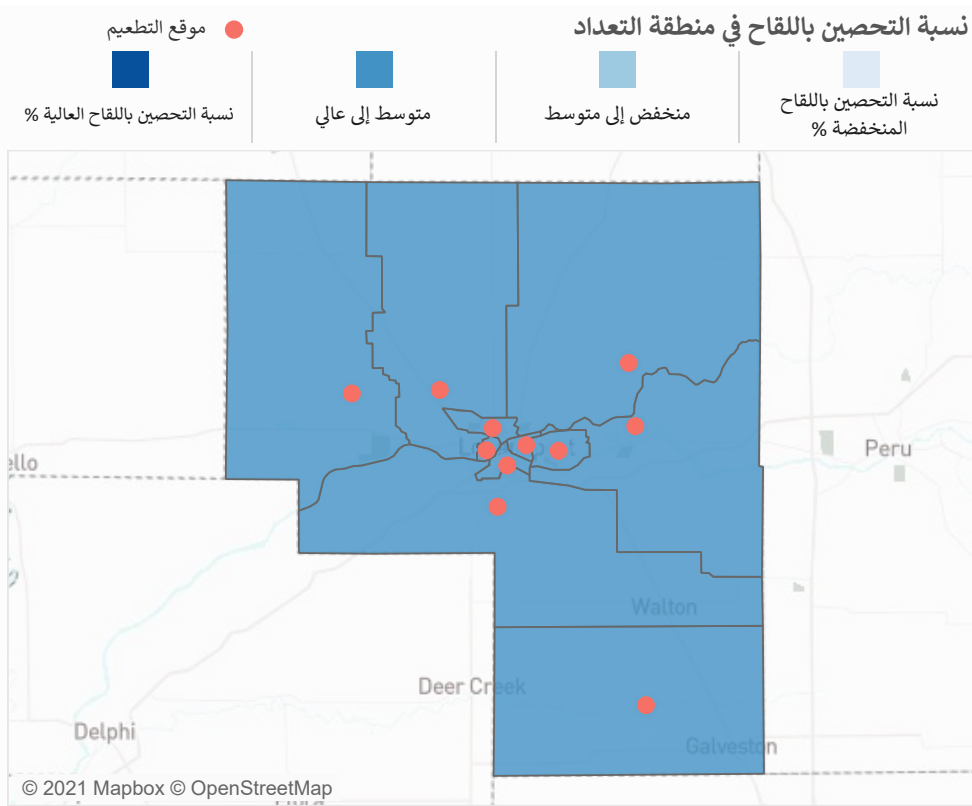 نسبة التحصين باللقاح في منطقة التعداد
موقع التطعيم
نسبة التحصين باللقاح المنخفضة %
منخفض إلى متوسط
متوسط إلى عالي
نسبة التحصين باللقاح العالية %
ello
Peru
Walton
Deer Creek
Delphi
Galveston
© 2021 Mapbox © OpenStreetMap